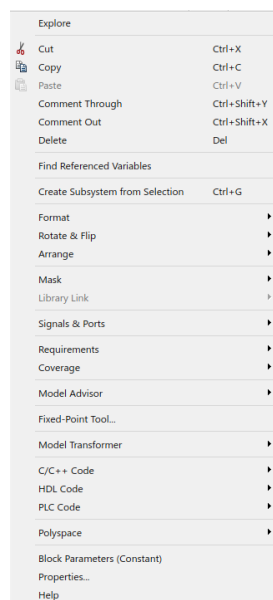 Explore
Cut Ctrl+X
Copy Ctrl+C
Paste Ctrl+V
Comment Through Ctrl+Shift+Y
Comment Out Ctrl+Shift+X
Delete Del
Find Referenced Variables
Create Subsystem from Selection Ctrl+G
Format
Rotate & Flip
Arrange
Mask
Library Link
Signals & Ports
Requirements
Coverage
Model Advisor
Fixed-Point Tool...
Model Transformer
C/C++ Code
HDL Code
PLC Code
Polyspace
Block Parameters (Constant)
Properties...
Help